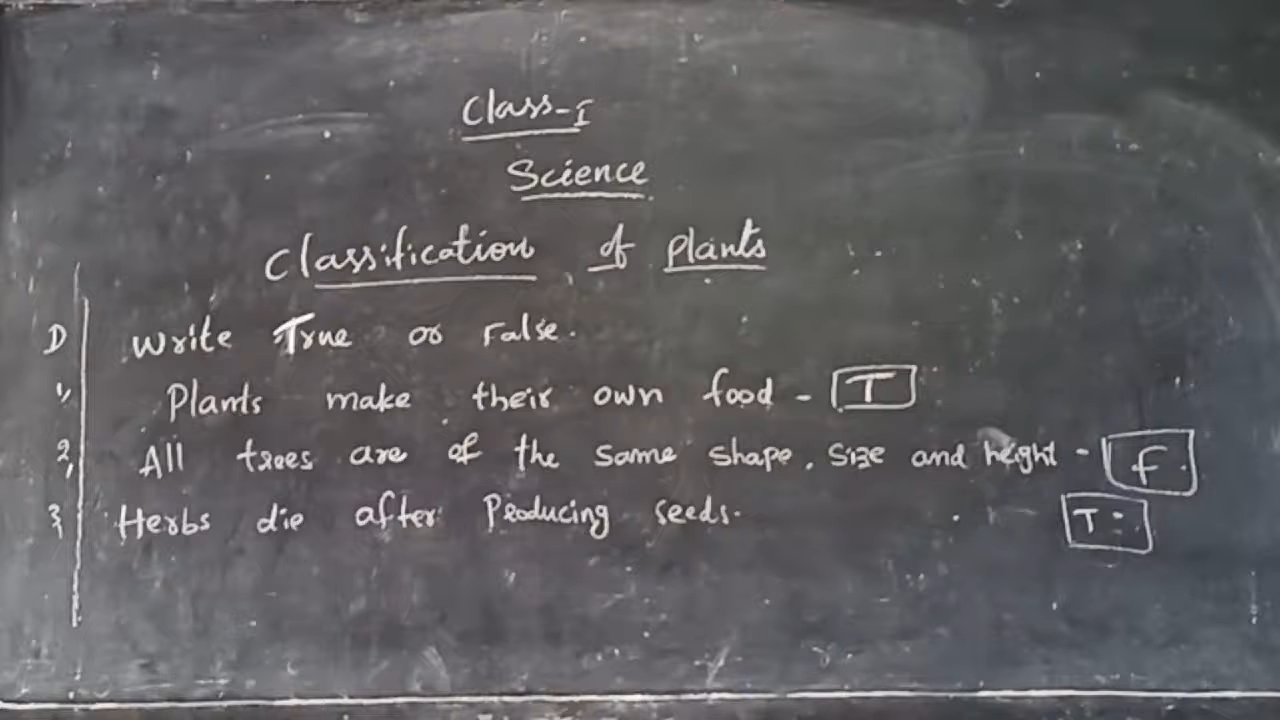 Class-I
Science
Classification of Plants
D Write True or False.
1, Plants make their own food - T
2, All trees are of the same shape, size and height - F.
3, Herbs die after Producing seeds. T